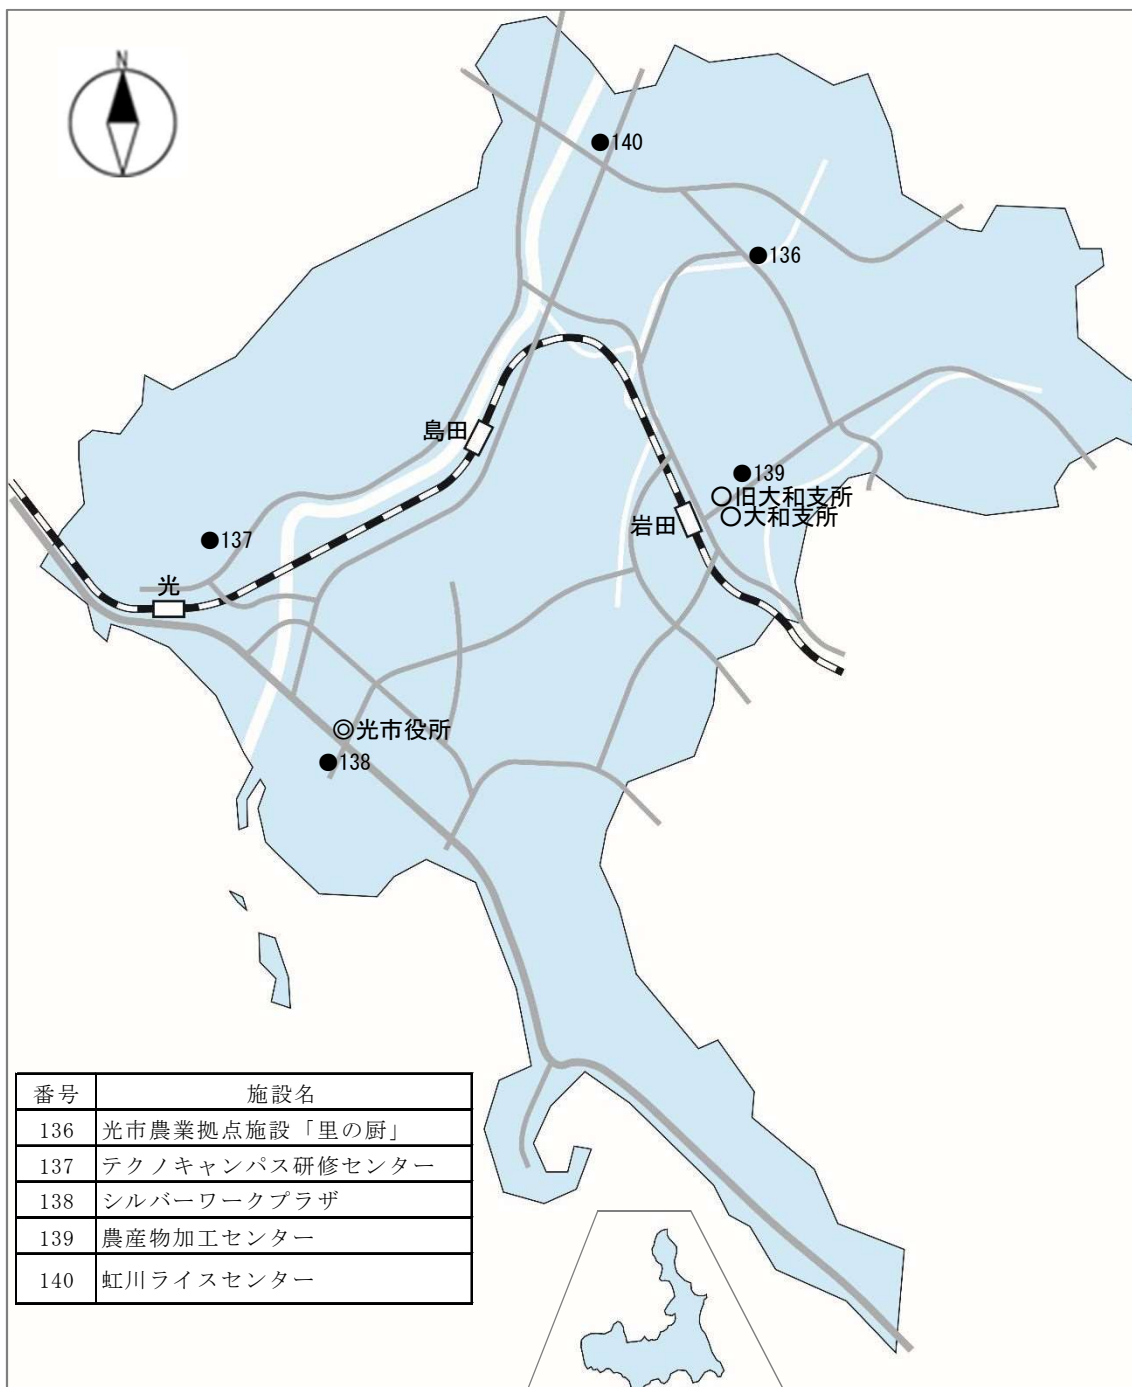 N
●140
●136
島田
●139
○旧大和支所
○大和支所
岩田
●137
光
◎光市役所
●138
番号 施設名
136 光市農業拠点施設「里の厨」
137 テクノキャンパス研修センター
138 シルバーワークプラザ
139 農産物加工センター
140 虹川ライスセンター